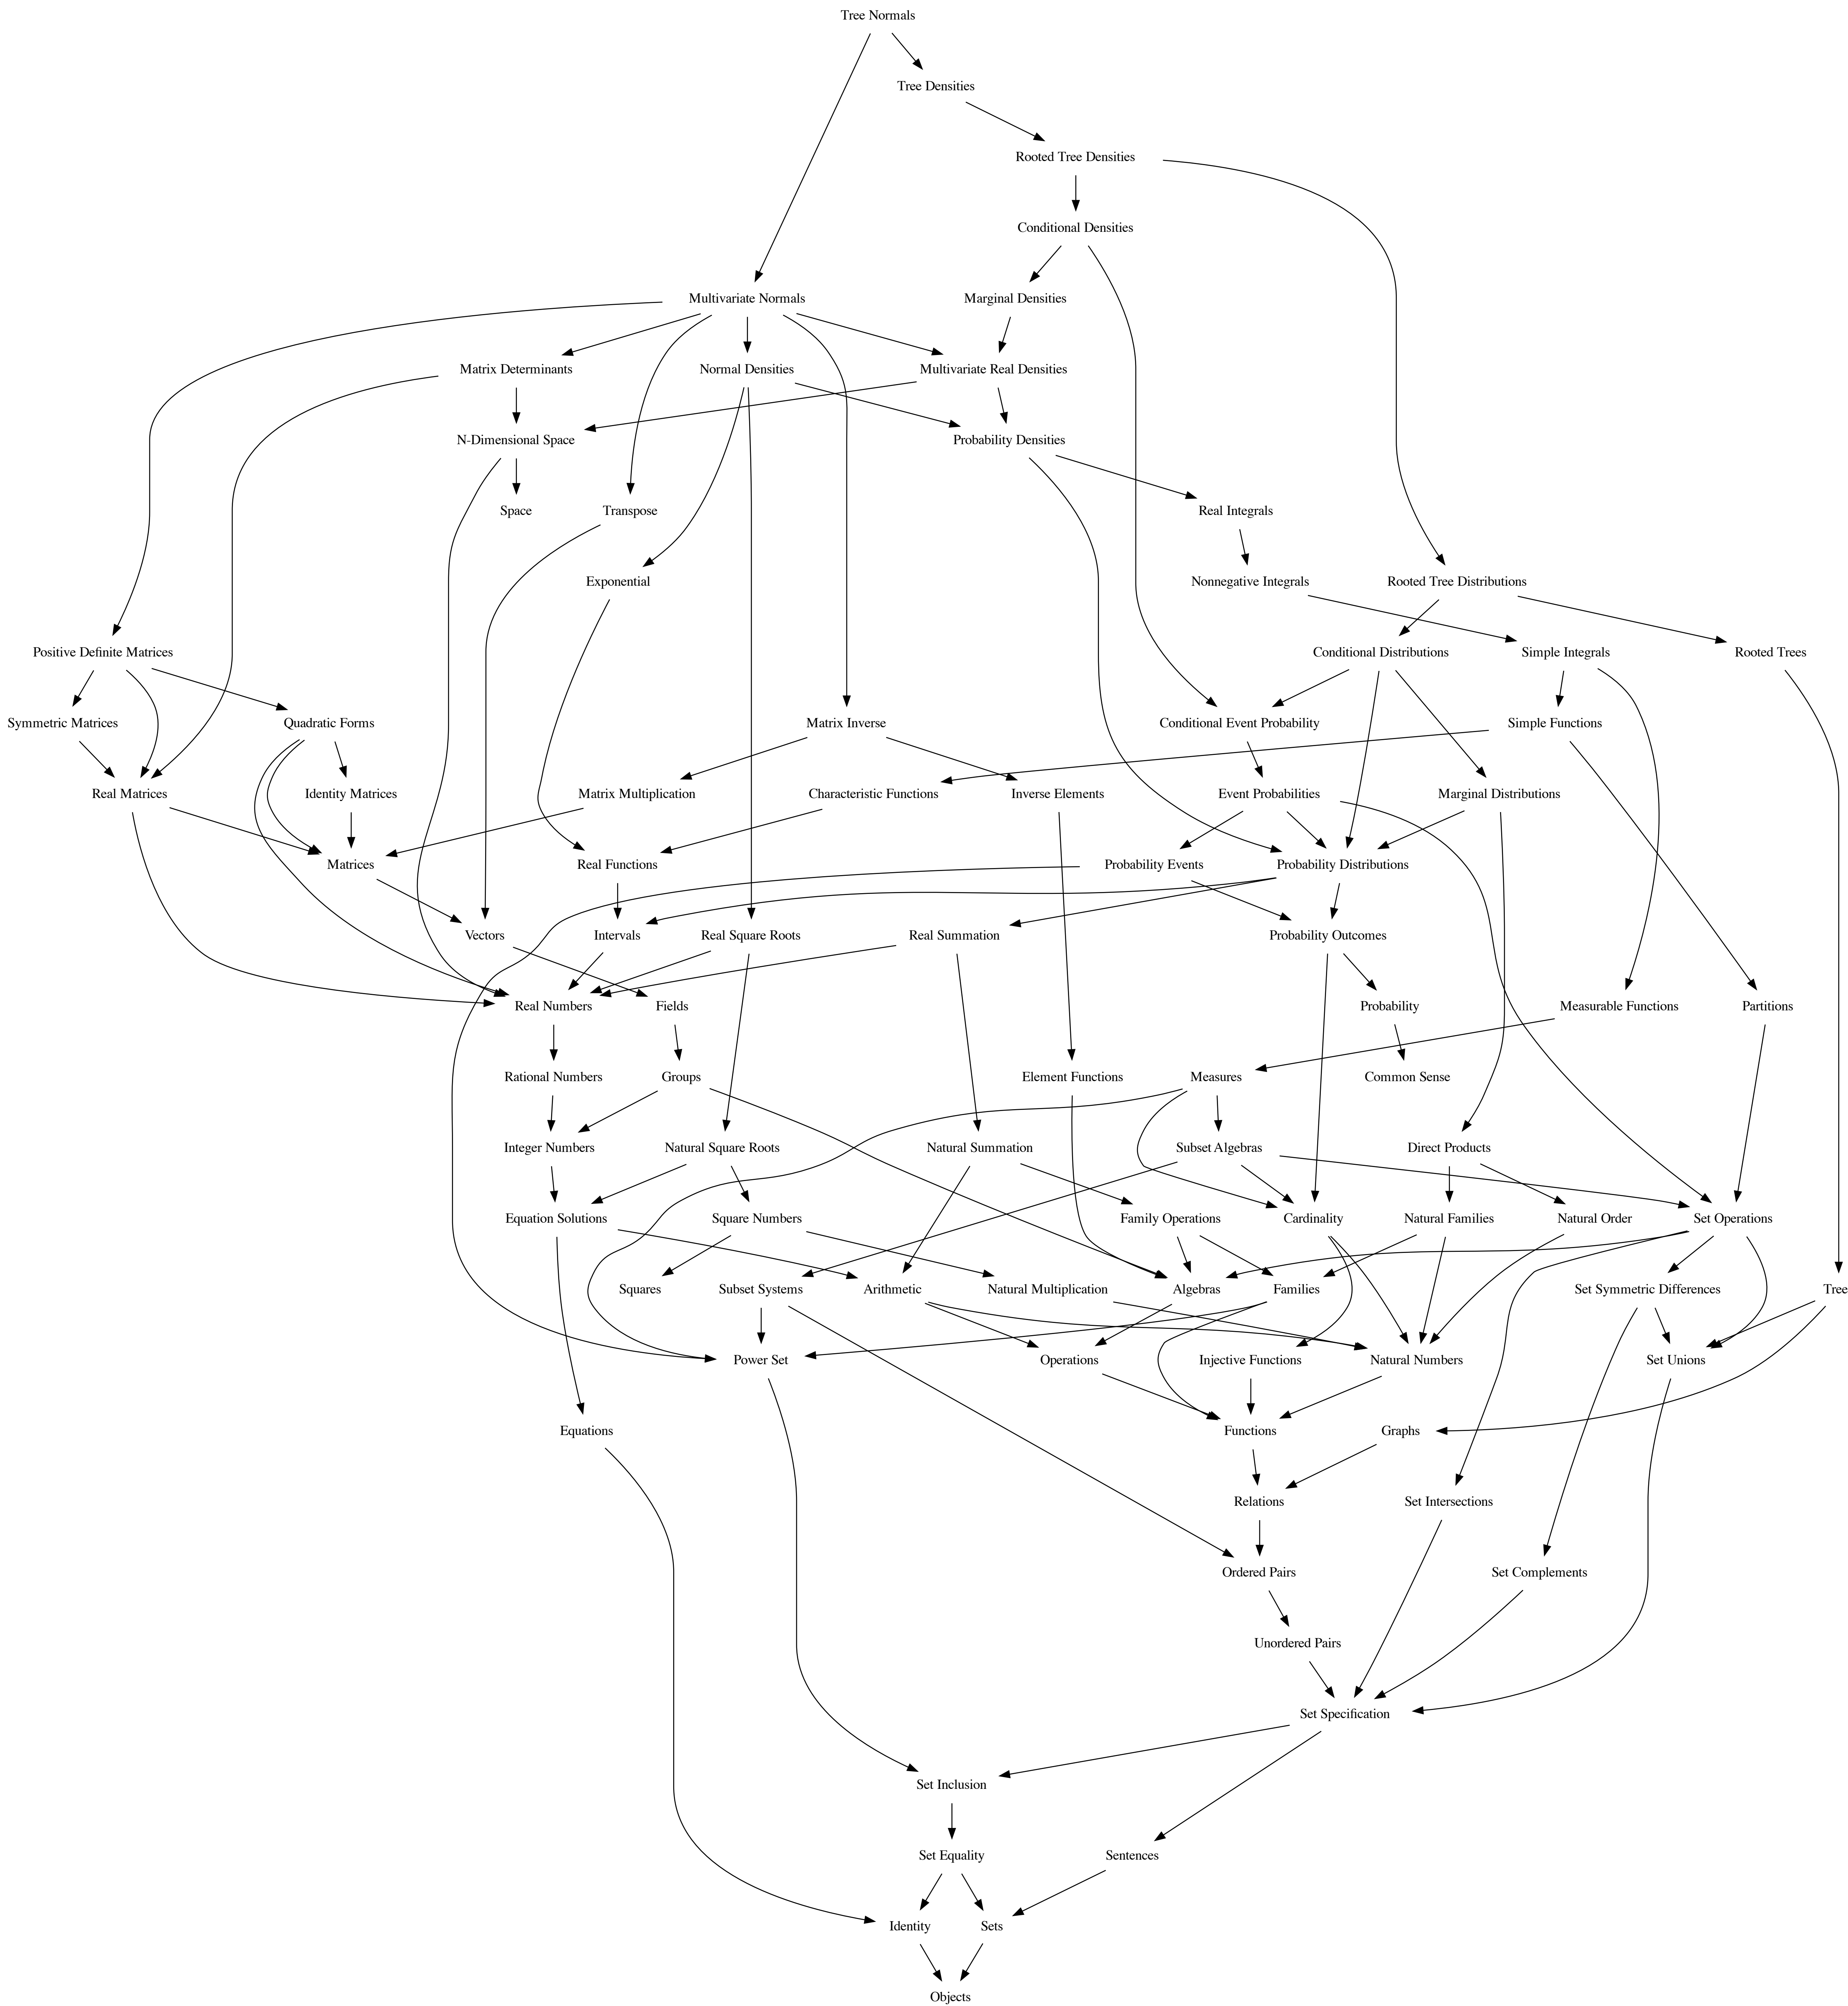 Tree Normals
Tree Densities
Rooted Tree Densities
Conditional Densities
Multivariate Normals
Marginal Densities
Matrix Determinants
Normal Densities
Multivariate Real Densities
N-Dimensional Space
Probability Densities
Space
Transpose
Real Integrals
Exponential
Nonnegative Integrals
Rooted Tree Distributions
Positive Definite Matrices
Conditional Distributions
Simple Integrals
Rooted Trees
Symmetric Matrices
Quadratic Forms
Matrix Inverse
Conditional Event Probability
Simple Functions
Real Matrices
Identity Matrices
Matrix Multiplication
Characteristic Functions
Inverse Elements
Event Probabilities
Marginal Distributions
Matrices
Real Functions
Probability Events
Probability Distributions
Vectors
Intervals
Real Square Roots
Real Summation
Probability Outcomes
Real Numbers
Fields
Probability
Measurable Functions
Partitions
Rational Numbers
Groups
Element Functions
Measures
Common Sense
Integer Numbers
Natural Square Roots
Natural Summation
Subset Algebras
Direct Products
Equation Solutions
Square Numbers
Family Operations
Cardinality
Natural Families
Natural Order
Set Operations
Squares
Subset Systems
Arithmetic
Natural Multiplication
Algebras
Families
Set Symmetric Differences
Tree
Power Set
Operations
Injective Functions
Natural Numbers
Set Unions
Equations
Functions
Graphs
Relations
Set Intersections
Ordered Pairs
Set Complements
Unordered Pairs
Set Specification
Set Inclusion
Set Equality
Sentences
Identity
Sets
Objects